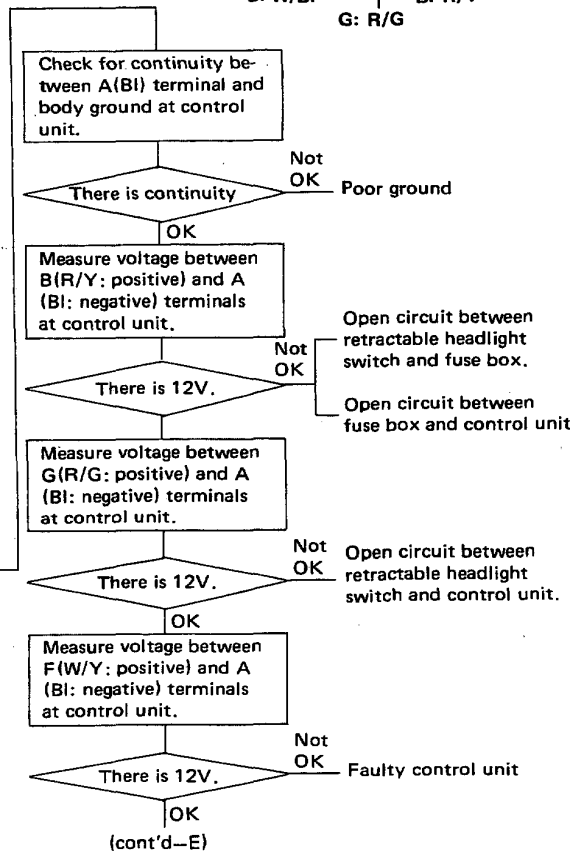 G: R/G
Check for continuity be-
tween A(Bl) terminal and
body ground at control
unit.
There is continuity
Not
OK
Poor ground
OK
Measure voltage between
B(R/Y: positive) and A
(Bl: negative) terminals
at control unit.
There is 12V.
Not
OK
Open circuit between
retractable headlight
switch and fuse box.
Open circuit between
fuse box and control unit
Measure voltage between
G(R/G: positive) and A
(Bl: negative) terminals
at control unit.
There is 12V.
Not
OK
Open circuit between
retractable headlight
switch and control unit.
OK
Measure voltage between
F(W/Y: positive) and A
(Bl: negative) terminals
at control unit.
There is 12V.
Not
OK
Faulty control unit
OK
(cont'd—E)